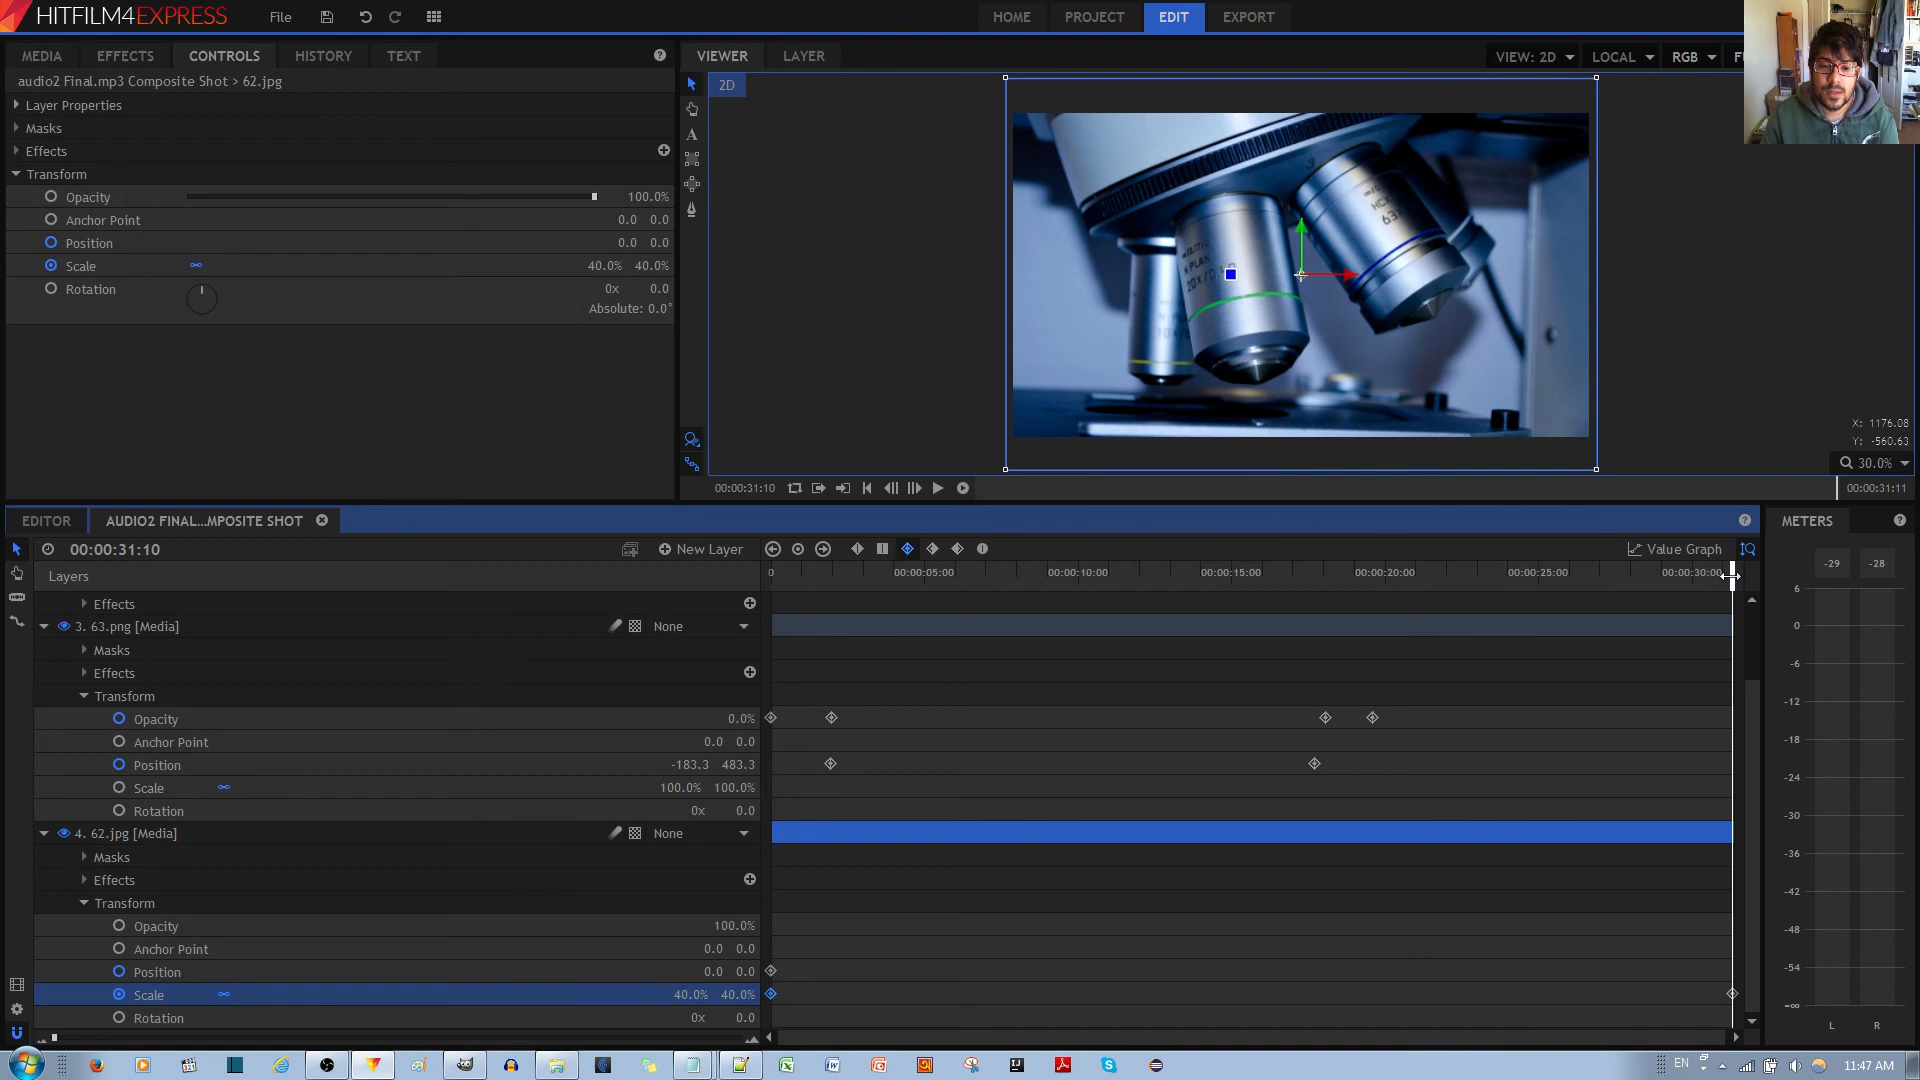 HITFILM4EXPRESS
File
HOME
PROJECT
EDIT
EXPORT
MEDIA
EFFECTS
CONTROLS
HISTORY
TEXT
VIEWER
LAYER
VIEW: 2D
LOCAL
RGB
audio2 Final.mp3 Composite Shot > 62.jpg
2D
Layer Properties
Masks
Effects
Transform
Opacity 100.0%
Anchor Point 0.0 0.0
Position 0.0 0.0
Scale 40.0% 40.0%
Rotation 0x 0.0
Absolute: 0.0°
3
63
PLAN
X: 1176.08
Y: -560.63
30.0%
00:00:31:10
00:00:31:11
EDITOR
AUDIO2 FINAL...MPOSITE SHOT
METERS
00:00:31:10
New Layer
Value Graph
-29 -28
Layers
0 00:00:05:00 00:00:10:00 00:00:15:00 00:00:20:00 00:00:25:00 00:00:30:00
Effects
3. 63.png [Media] None
Masks
Effects
Transform
Opacity 0.0%
Anchor Point 0.0 0.0
Position -183.3 483.3
Scale 100.0% 100.0%
Rotation 0x 0.0
4. 62.jpg [Media] None
Masks
Effects
Transform
Opacity 100.0%
Anchor Point 0.0 0.0
Position 0.0 0.0
Scale 40.0% 40.0%
Rotation 0x 0.0
6
0
-6
-12
-18
-24
-30
-36
-42
-48
-54
-∞
L R
321
EN
11:47 AM